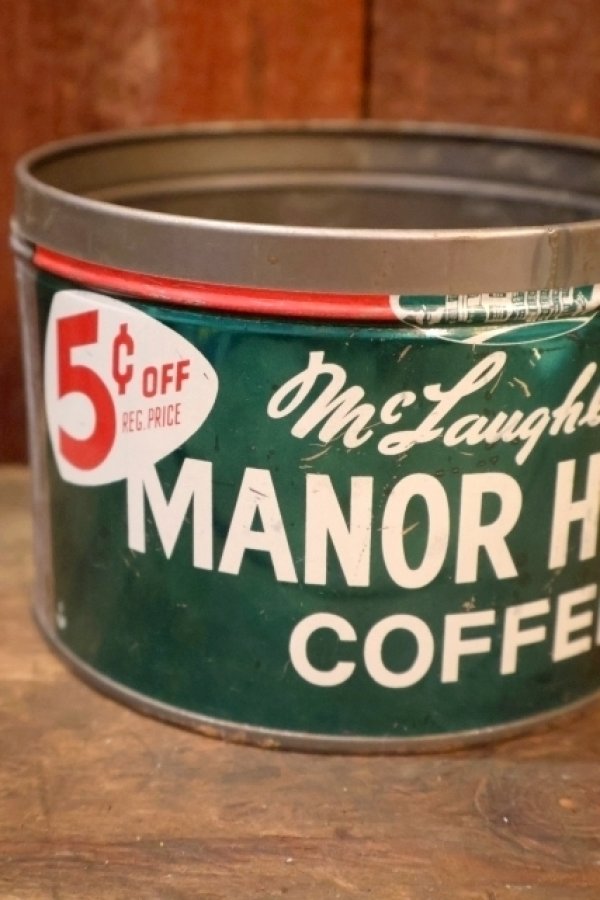 5¢ OFF
REG. PRICE
McLaughl
MANOR H
COFFE